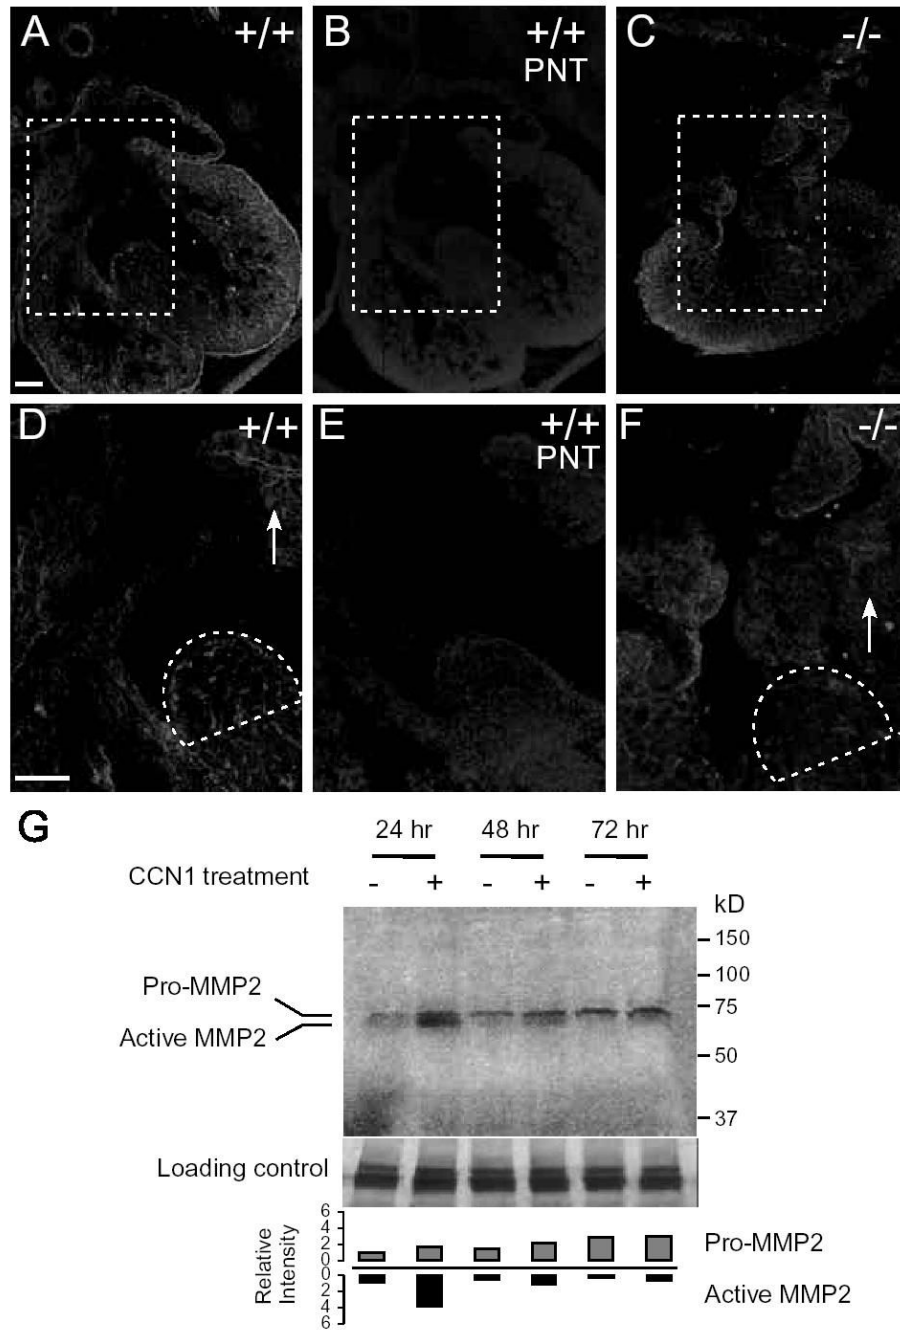 A +/+
B +/+
PNT
C -/-
D +/+
E +/+
PNT
F -/-
G
24 hr 48 hr 72 hr
CCN1 treatment - + - + - +
kD
150
100
75
50
37
Pro-MMP2
Active MMP2
Loading control
Relative
Intensity
6
4
2
0
0
2
4
6
Pro-MMP2
Active MMP2